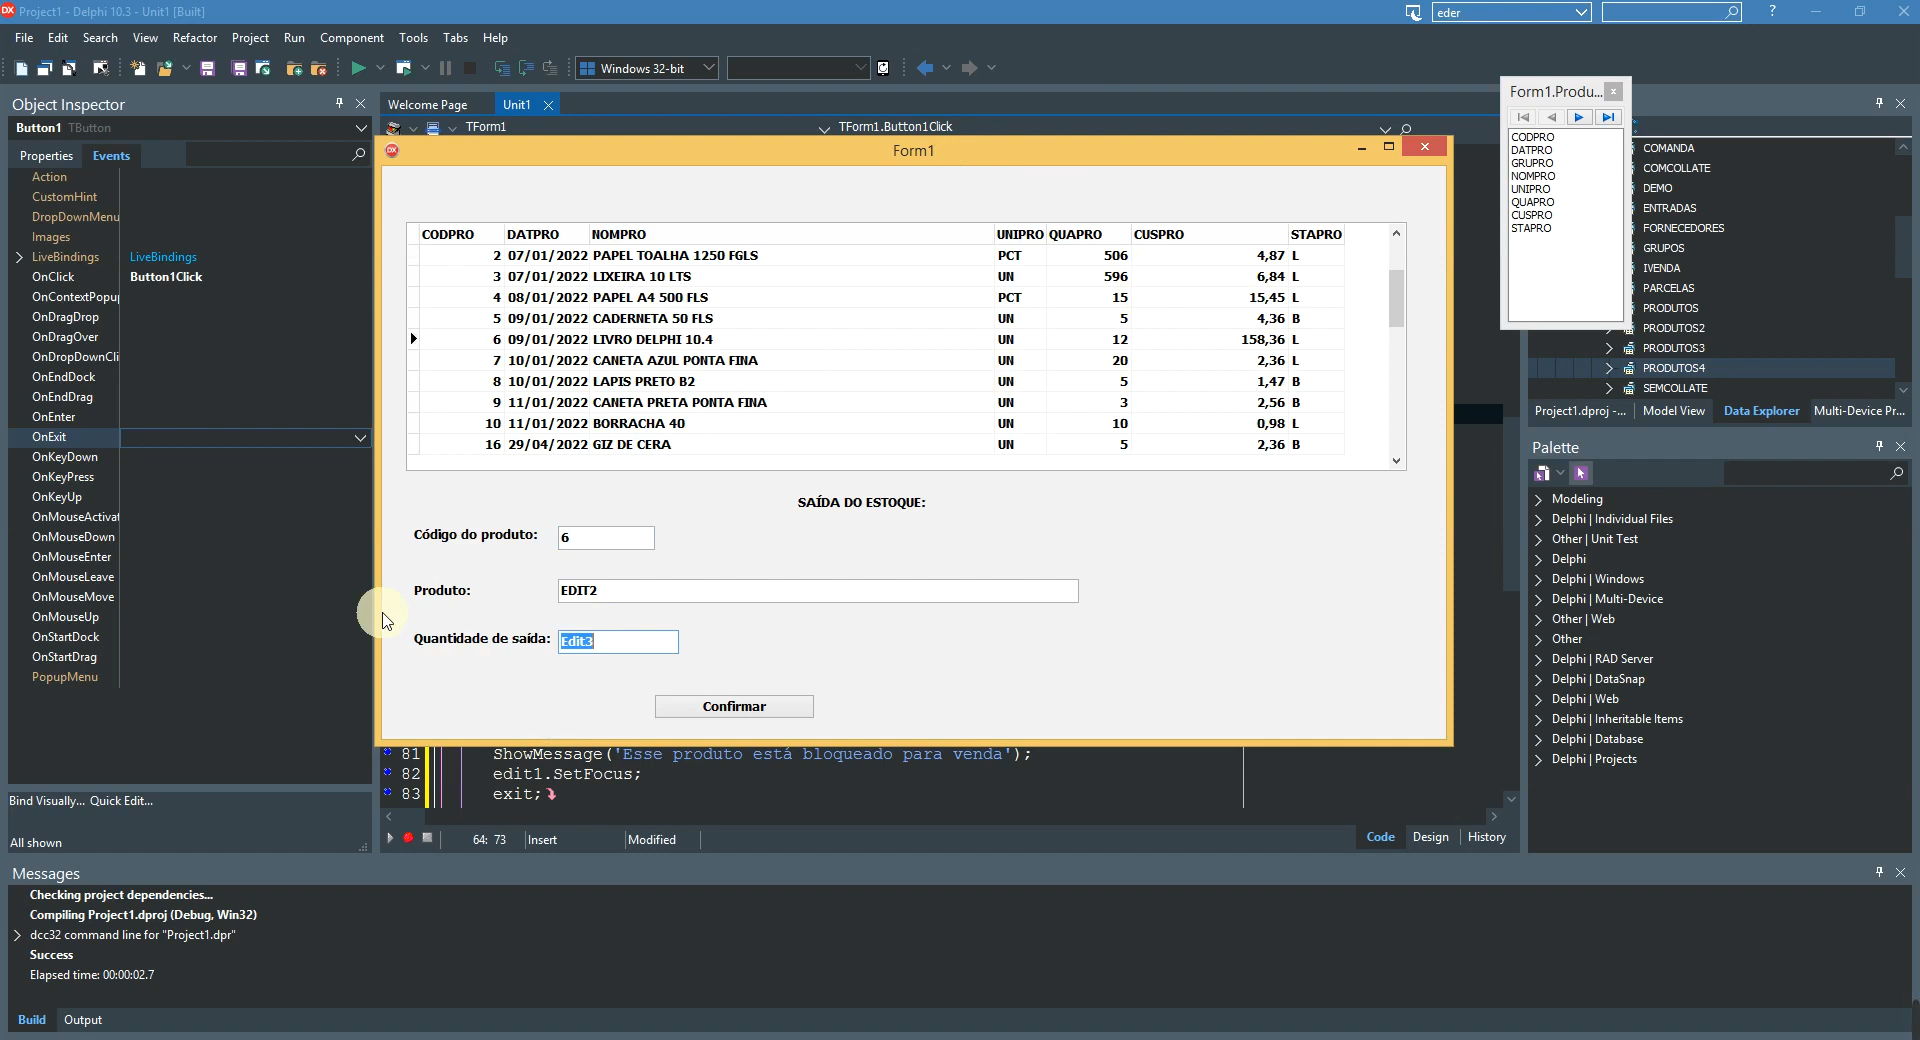 Project1 - Delphi 10.3 - Unit1 [Built]
eder
?
File Edit Search View Refactor Project Run Component Tools Tabs Help
Windows 32-bit
Object Inspector
Button1 TButton
Properties Events
Action
CustomHint
DropDownMenu
Images
LiveBindings LiveBindings
OnClick Button1Click
OnContextPopu
OnDragDrop
OnDragOver
OnDropDownCli
OnEndDock
OnEndDrag
OnEnter
OnExit
OnKeyDown
OnKeyPress
OnKeyUp
OnMouseActivat
OnMouseDown
OnMouseEnter
OnMouseLeave
OnMouseMove
OnMouseUp
OnStartDock
OnStartDrag
PopupMenu
Bind Visually... Quick Edit...
All shown
Welcome Page Unit1
TForm1 TForm1.Button1Click
Form1
CODPRO DATPRO NOMPRO UNIPRO QUAPRO CUSPRO STAPRO
2 07/01/2022 PAPEL TOALHA 1250 FGLS PCT 506 4,87 L
3 07/01/2022 LIXEIRA 10 LTS UN 596 6,84 L
4 08/01/2022 PAPEL A4 500 FLS PCT 15 15,45 L
5 09/01/2022 CADERNETA 50 FLS UN 5 4,36 B
6 09/01/2022 LIVRO DELPHI 10.4 UN 12 158,36 L
7 10/01/2022 CANETA AZUL PONTA FINA UN 20 2,36 L
8 10/01/2022 LAPIS PRETO B2 UN 5 1,47 B
9 11/01/2022 CANETA PRETA PONTA FINA UN 3 2,56 B
10 11/01/2022 BORRACHA 40 UN 10 0,98 L
16 29/04/2022 GIZ DE CERA UN 5 2,36 B
SAÍDA DO ESTOQUE:
Código do produto: 6
Produto: EDIT2
Quantidade de saída: Edit3
Confirmar
81 ShowMessage('Esse produto está bloqueado para venda');
82 edit1.SetFocus;
83 exit;
64: 73 Insert Modified
Code Design History
Form1.Produ...
CODPRO
DATPRO
GRUPRO
NOMPRO
UNIPRO
QUAPRO
CUSPRO
STAPRO
COMANDA
COMCOLLATE
DEMO
ENTRADAS
FORNECEDORES
GRUPOS
IVENDA
PARCELAS
PRODUTOS
PRODUTOS2
PRODUTOS3
PRODUTOS4
SEMCOLLATE
Project1.dproj -... Model View Data Explorer Multi-Device Pr...
Palette
Modeling
Delphi | Individual Files
Other | Unit Test
Delphi
Delphi | Windows
Delphi | Multi-Device
Other | Web
Other
Delphi | RAD Server
Delphi | DataSnap
Delphi | Web
Delphi | Inheritable Items
Delphi | Database
Delphi | Projects
Messages
Checking project dependencies...
Compiling Project1.dproj (Debug, Win32)
dcc32 command line for "Project1.dpr"
Success
Elapsed time: 00:00:02.7
Build Output